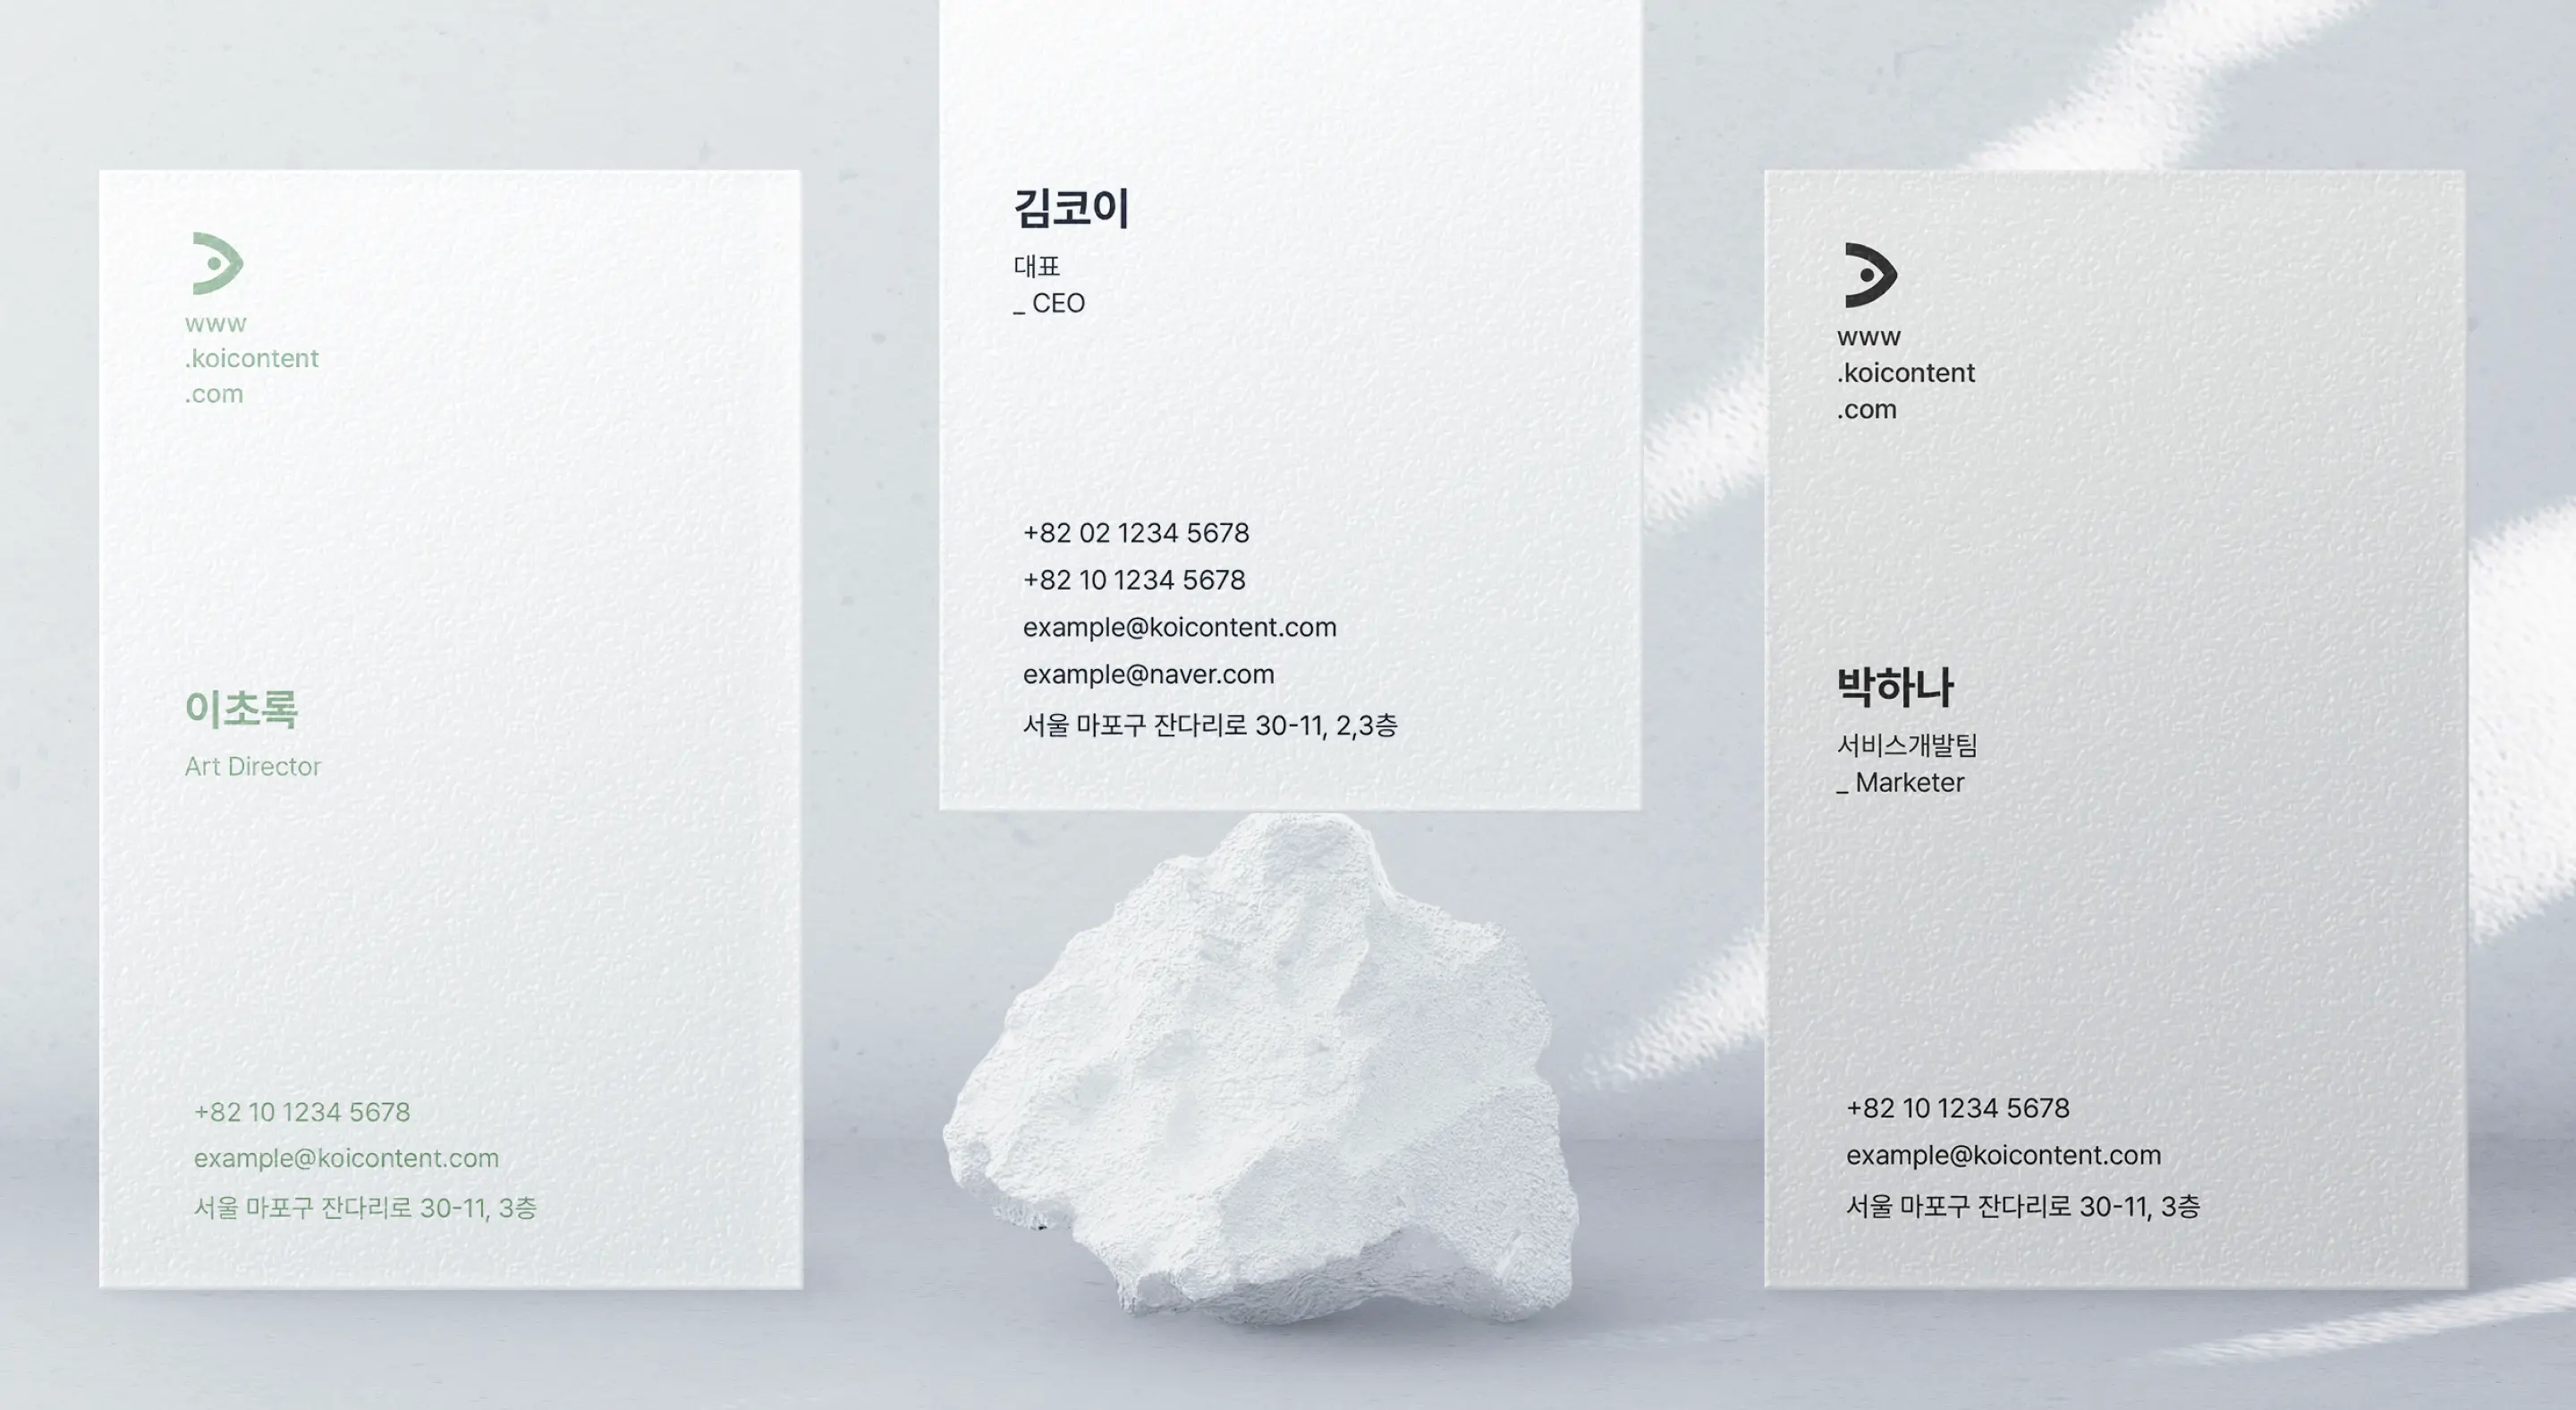 www
.koicontent
.com
이초록
Art Director
+82 10 1234 5678
example@koicontent.com
서울 마포구 잔다리로 30-11, 3층
김코이
대표
_ CEO
+82 02 1234 5678
+82 10 1234 5678
example@koicontent.com
example@naver.com
서울 마포구 잔다리로 30-11, 2,3층
www
.koicontent
.com
박하나
서비스개발팀
_ Marketer
+82 10 1234 5678
example@koicontent.com
서울 마포구 잔다리로 30-11, 3층